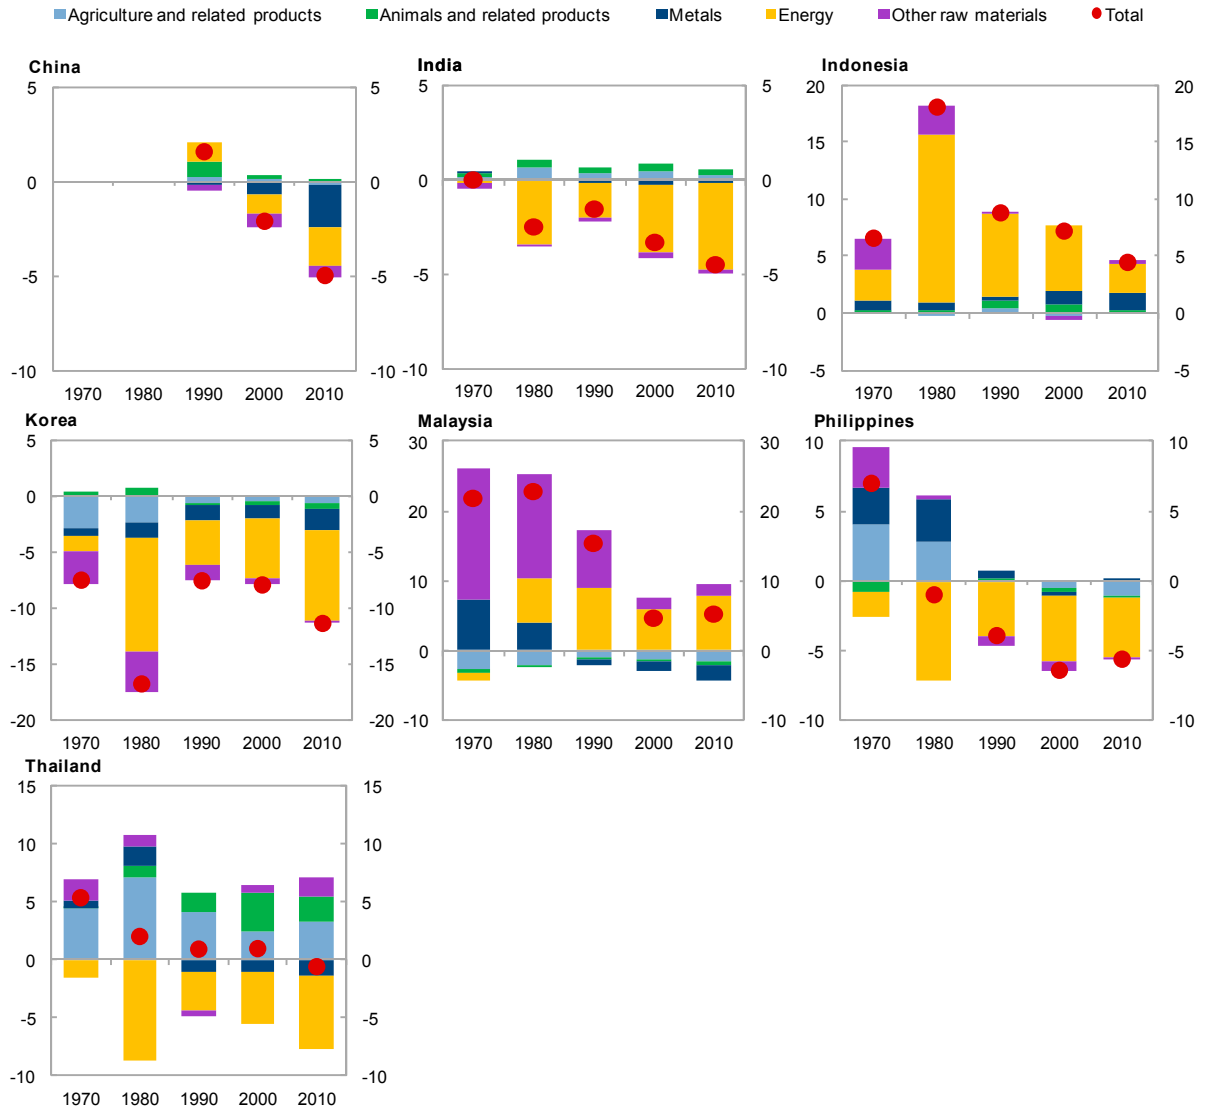 Agriculture and related products Animals and related products Metals Energy Other raw materials Total
China India Indonesia
5 5 5 5 20 20
15 15
0 0 0 0 10 10
5 5
-5 -5 -5 -5 0 0
-10 -10 -10 -10 -5 -5
1970 1980 1990 2000 2010 1970 1980 1990 2000 2010 1970 1980 1990 2000 2010
Korea Malaysia Philippines
5 5 30 30 10 10
0 0 20 20 5 5
-5 -5
-10 -10 10 10 0 0
-15 -15 0 0 -5 -5
-20 -20 -10 -10 -10 -10
1970 1980 1990 2000 2010 1970 1980 1990 2000 2010 1970 1980 1990 2000 2010
Thailand
15 15
10 10
5 5
0 0
-5 -5
-10 -10
1970 1980 1990 2000 2010